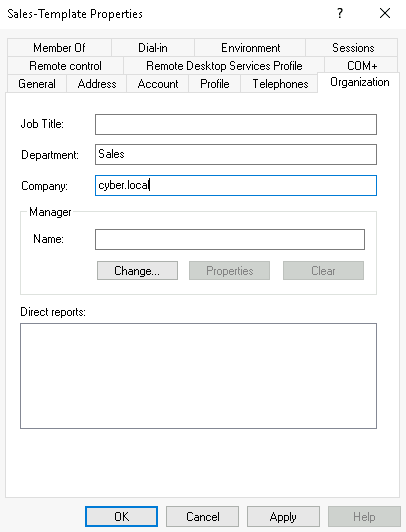 Sales-Template Properties
?
Member Of Dial-in Environment Sessions
Remote control Remote Desktop Services Profile COM+
General Address Account Profile Telephones Organization
Job Title:
Department: Sales
Company: cyber.local
Manager
Name:
Change... Properties Clear
Direct reports:
OK Cancel Apply Help